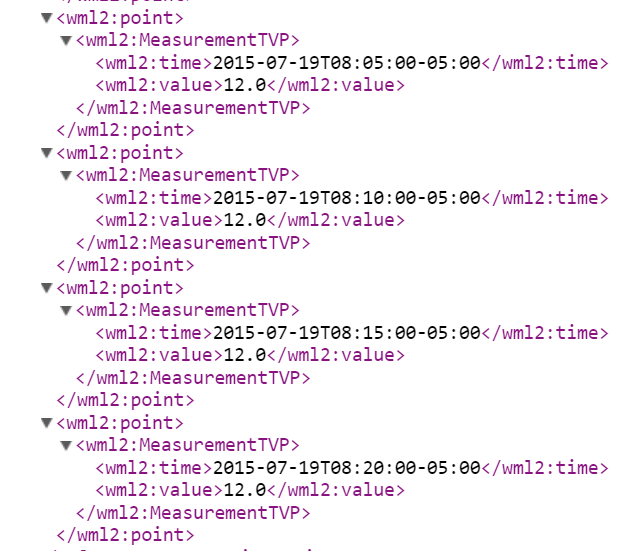 <wml2:point>
<wml2:MeasurementTVP>
<wml2:time>2015-07-19T08:05:00-05:00</wml2:time>
<wml2:value>12.0</wml2:value>
</wml2:MeasurementTVP>
</wml2:point>
<wml2:point>
<wml2:MeasurementTVP>
<wml2:time>2015-07-19T08:10:00-05:00</wml2:time>
<wml2:value>12.0</wml2:value>
</wml2:MeasurementTVP>
</wml2:point>
<wml2:point>
<wml2:MeasurementTVP>
<wml2:time>2015-07-19T08:15:00-05:00</wml2:time>
<wml2:value>12.0</wml2:value>
</wml2:MeasurementTVP>
</wml2:point>
<wml2:point>
<wml2:MeasurementTVP>
<wml2:time>2015-07-19T08:20:00-05:00</wml2:time>
<wml2:value>12.0</wml2:value>
</wml2:MeasurementTVP>
</wml2:point>